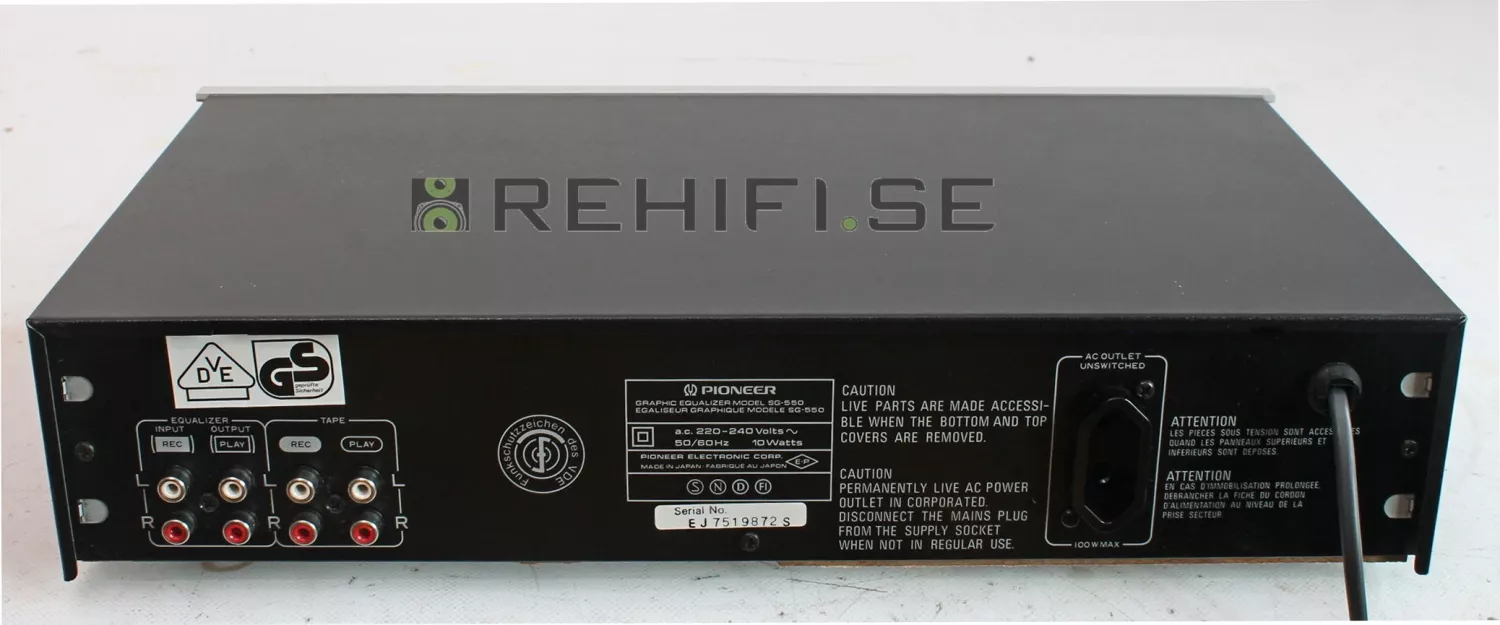 REHIFI.SE
DVE GS
geprüfte
Sicherheit
EQUALIZER TAPE
INPUT OUTPUT
REC PLAY REC PLAY
L L
R R
Funkschutzzeichen des VDE
PIONEER
GRAPHIC EQUALIZER MODEL SG-550
EGALISEUR GRAPHIQUE MODELE SG-550
a.c. 220-240 Volts ~
50/60Hz 10Watts
PIONEER ELECTRONIC CORP.
MADE IN JAPAN · FABRIQUE AU JAPON
E-P
S N D FI
Serial No.
EJ7519872 S
CAUTION
LIVE PARTS ARE MADE ACCESSI-
BLE WHEN THE BOTTOM AND TOP
COVERS ARE REMOVED.
CAUTION
PERMANENTLY LIVE AC POWER
OUTLET IN CORPORATED.
DISCONNECT THE MAINS PLUG
FROM THE SUPPLY SOCKET
WHEN NOT IN REGULAR USE.
AC OUTLET
UNSWITCHED
100W MAX
ATTENTION
LES PIECES SOUS TENSION SONT
QUAND LES PANNEAUX SUPERIEURS ET
INFERIEURS SONT DEPOSES.
ATTENTION
EN CAS D'IMMOBILISATION PROLONGEE,
DEBRANCHER LA FICHE DU CORDON
D'ALIMENTATION AU NIVEAU DE LA
PRISE SECTEUR.